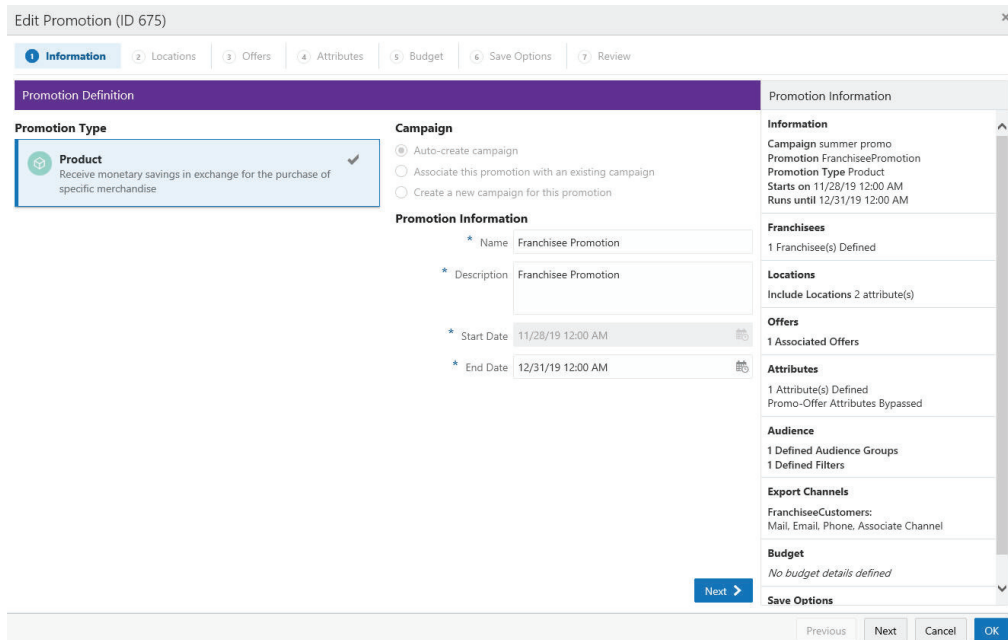 Edit Promotion (ID 675)
1 Information
2 Locations
3 Offers
4 Attributes
5 Budget
6 Save Options
7 Review
Promotion Definition
Promotion Type
Product
Receive monetary savings in exchange for the purchase of
specific merchandise
Campaign
Auto-create campaign
Associate this promotion with an existing campaign
Create a new campaign for this promotion
Promotion Information
* Name Franchisee Promotion
* Description Franchisee Promotion
* Start Date 11/28/19 12:00 AM
* End Date 12/31/19 12:00 AM
Next
Promotion Information
Information
Campaign summer promo
Promotion FranchiseePromotion
Promotion Type Product
Starts on 11/28/19 12:00 AM
Runs until 12/31/19 12:00 AM
Franchisees
1 Franchisee(s) Defined
Locations
Include Locations 2 attribute(s)
Offers
1 Associated Offers
Attributes
1 Attribute(s) Defined
Promo-Offer Attributes Bypassed
Audience
1 Defined Audience Groups
1 Defined Filters
Export Channels
FranchiseeCustomers:
Mail, Email, Phone, Associate Channel
Budget
No budget details defined
Save Options
Previous
Next
Cancel
OK